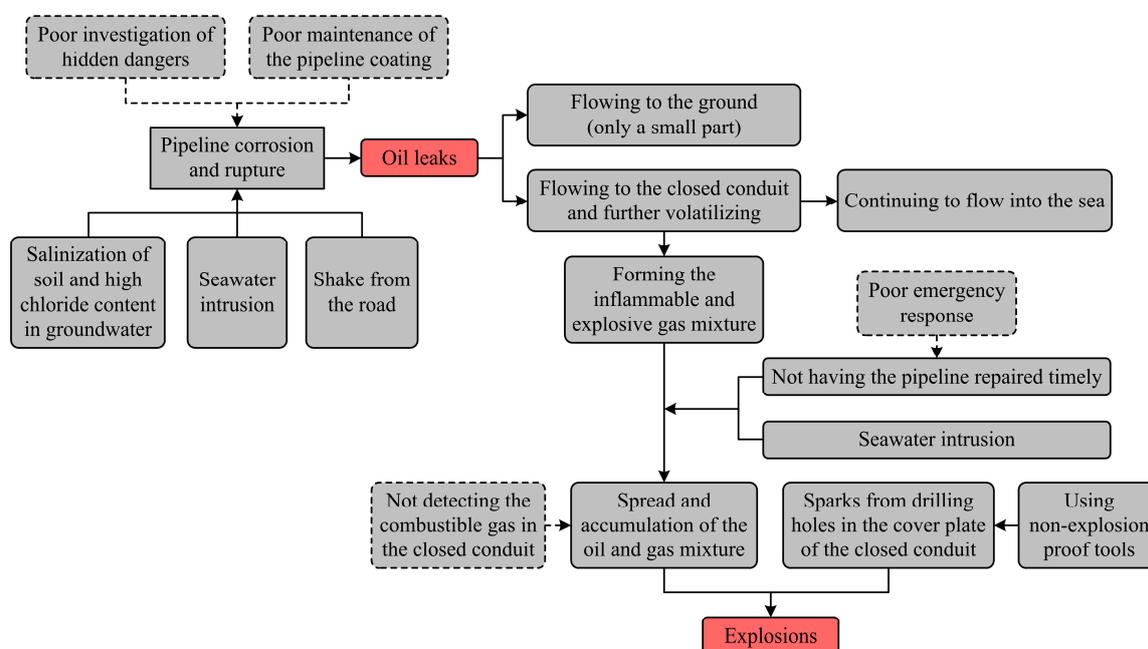 Poor investigation of
hidden dangers
Poor maintenance of
the pipeline coating
Pipeline corrosion
and rupture
Oil leaks
Flowing to the ground
(only a small part)
Flowing to the closed conduit
and further volatilizing
Continuing to flow into the sea
Salinization of
soil and high
chloride content
in groundwater
Seawater
intrusion
Shake from
the road
Forming the
inflammable and
explosive gas mixture
Poor emergency
response
Not having the pipeline repaired timely
Seawater intrusion
Not detecting the
combustible gas in
the closed conduit
Spread and
accumulation of the
oil and gas mixture
Sparks from drilling
holes in the cover plate
of the closed conduit
Using
non-explosion
proof tools
Explosions